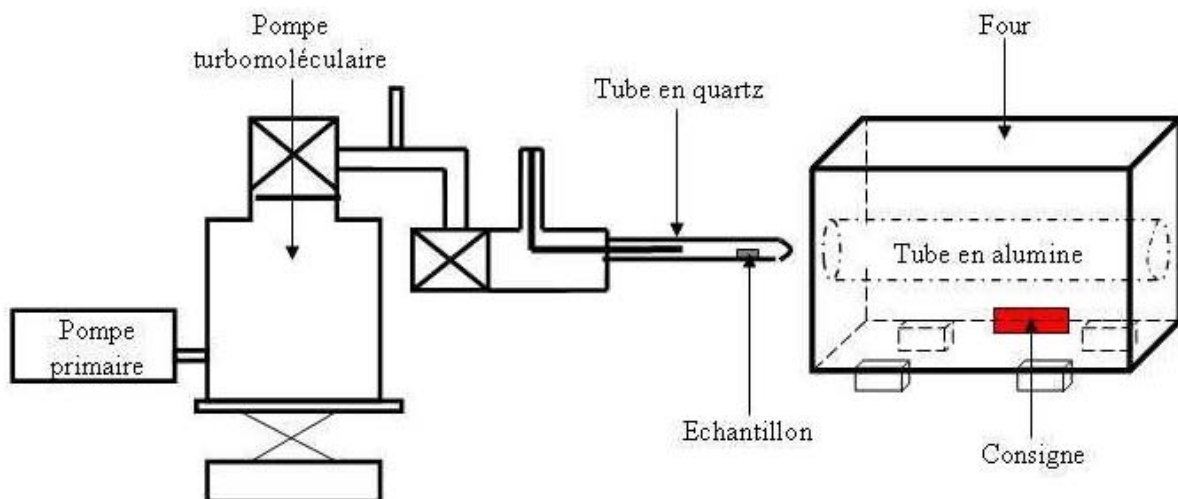 Pompe
turbomoléculaire
Four
Tube en quartz
Tube en alumine
Pompe
primaire
Echantillon
Consigne